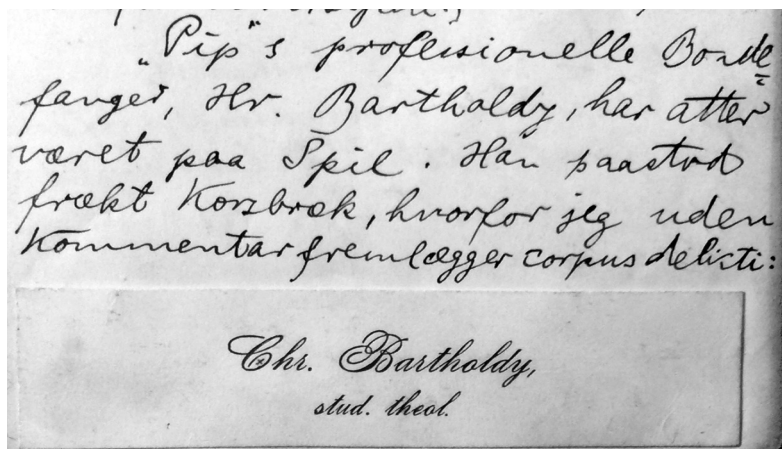 „Pip"s professionelle Bonde=
fanger, Hr. Bartholdy, har atter
været paa Spil. Han paastod
frækt Korsbræk, hvorfor jeg uden
Kommentar fremlægger corpus delicti:
Chr. Bartholdy,
stud. theol.